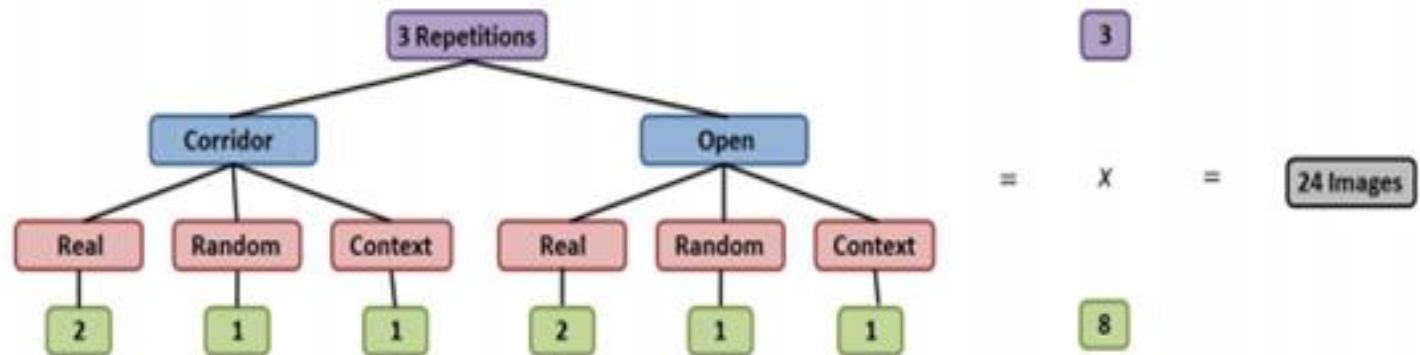 3 Repetitions
3
Corridor
Open
= X = 24 Images
Real Random Context Real Random Context
2 1 1 2 1 1
8